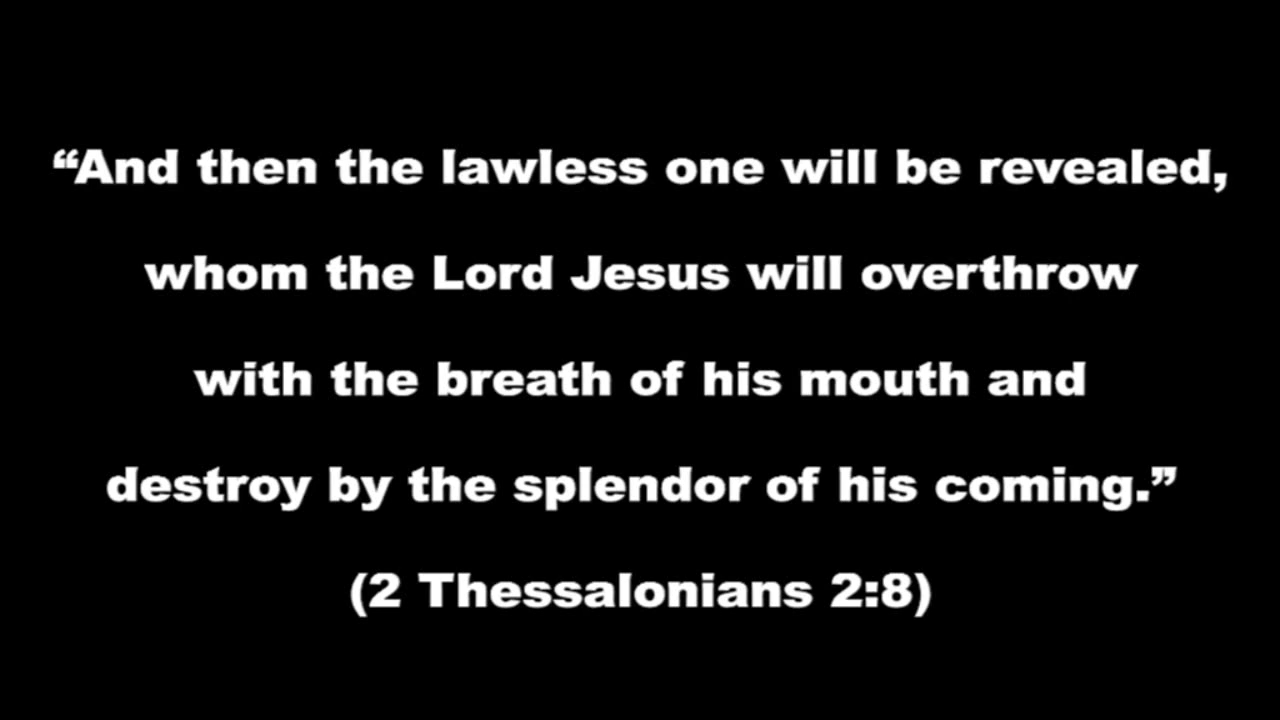 “And then the lawless one will be revealed,
whom the Lord Jesus will overthrow
with the breath of his mouth and
destroy by the splendor of his coming.”
(2 Thessalonians 2:8)